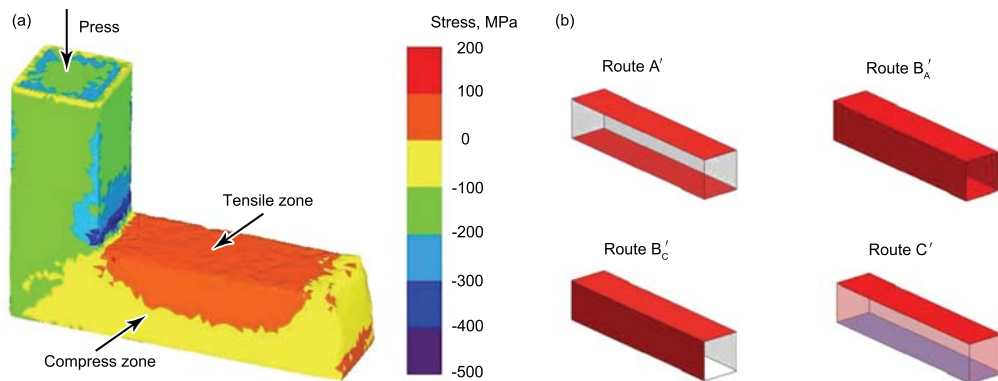 (a)
Press
Stress, MPa
200
100
0
-100
-200
-300
-400
-500
Tensile zone
Compress zone
(b)
Route A′
Route B′A
Route B′C
Route C′